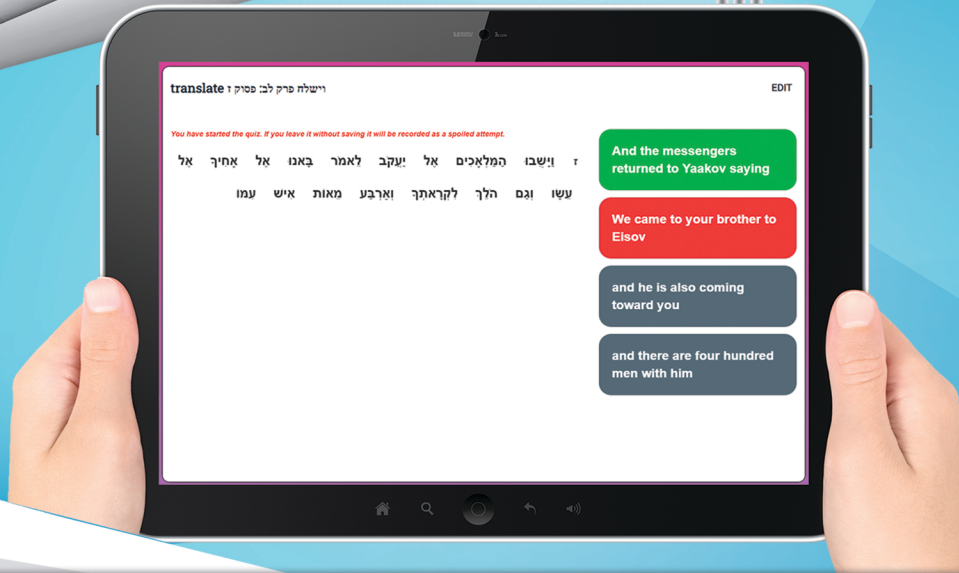 translate וישלח פרק לב: פסוק ז
EDIT
You have started the quiz. If you leave it without saving it will be recorded as a spoiled attempt.
ז וַיָּשֻׁבוּ הַמַּלְאָכִים אֶל יַעֲקֹב לֵאמֹר בָּאנוּ אֶל אָחִיךָ אֶל
עֵשָׂו וְגַם הֹלֵךְ לִקְרָאתְךָ וְאַרְבַּע מֵאוֹת אִישׁ עִמּוֹ
And the messengers
returned to Yaakov saying
We came to your brother to
Eisov
and he is also coming
toward you
and there are four hundred
men with him